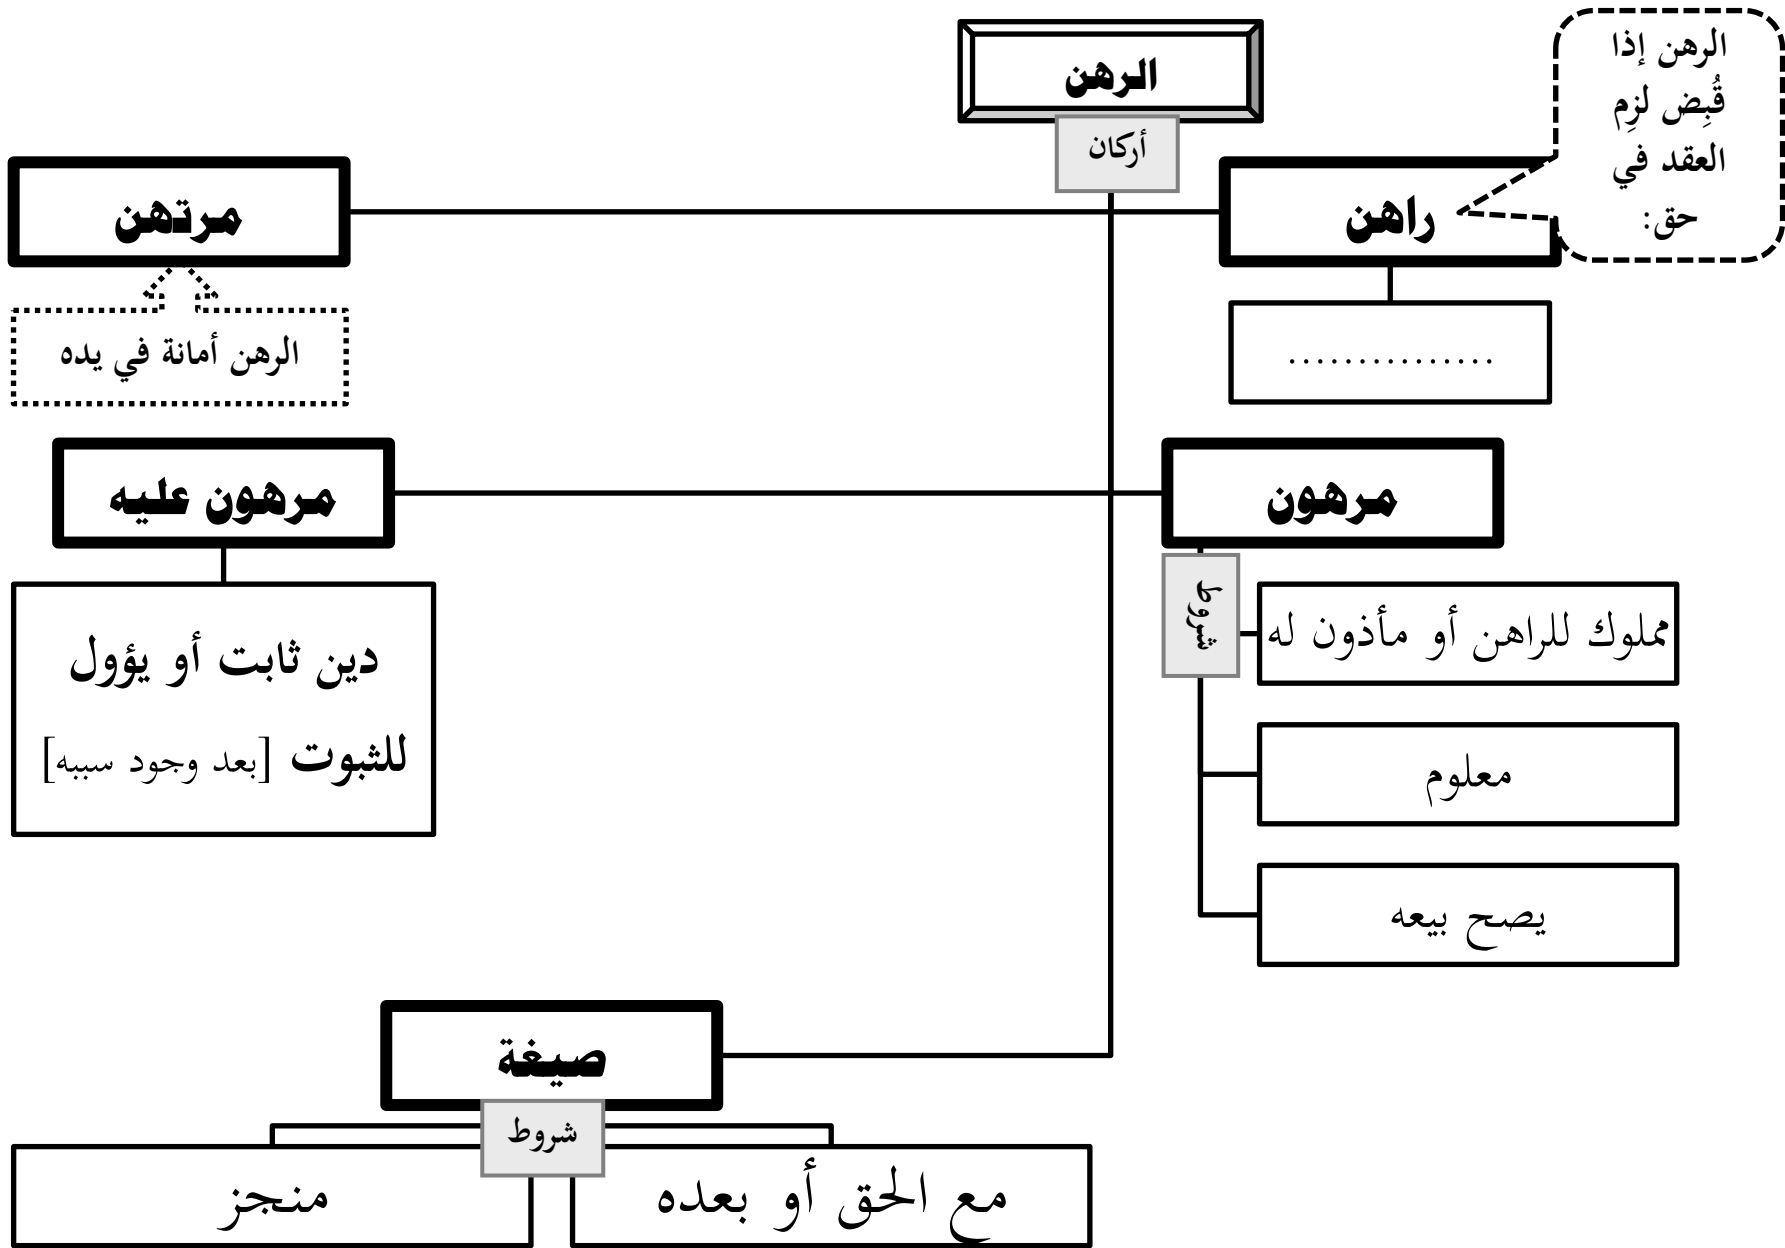 الرهن
أركان
الرهن إذا
قُبِض لزِم
العقد في
حق:
راهن
...............
مرتهن
الرهن أمانة في يده
مرهون
شروط
مملوك للراهن أو مأذون له
معلوم
يصح بيعه
مرهون عليه
دين ثابت أو يؤول
للثبوت [بعد وجود سببه]
صيغة
شروط
مع الحق أو بعده
منجز